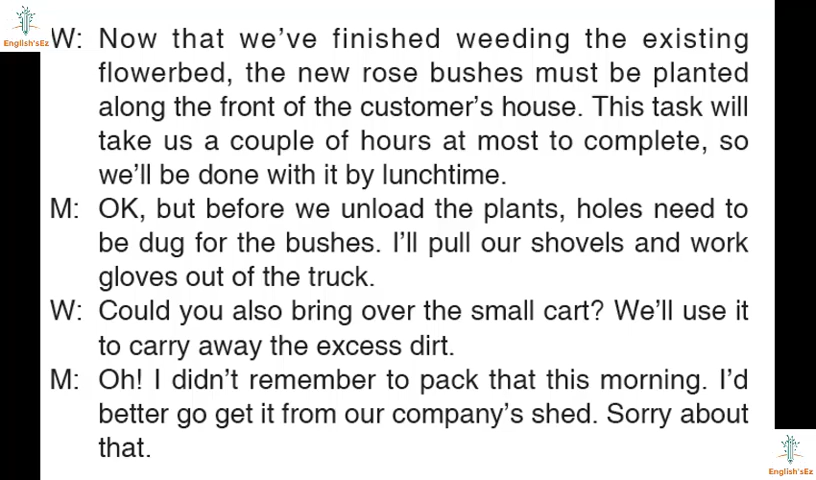 English'sEz
W: Now that we've finished weeding the existing
flowerbed, the new rose bushes must be planted
along the front of the customer's house. This task will
take us a couple of hours at most to complete, so
we'll be done with it by lunchtime.
M: OK, but before we unload the plants, holes need to
be dug for the bushes. I'll pull our shovels and work
gloves out of the truck.
W: Could you also bring over the small cart? We'll use it
to carry away the excess dirt.
M: Oh! I didn't remember to pack that this morning. I'd
better go get it from our company's shed. Sorry about
that.
English'sEz